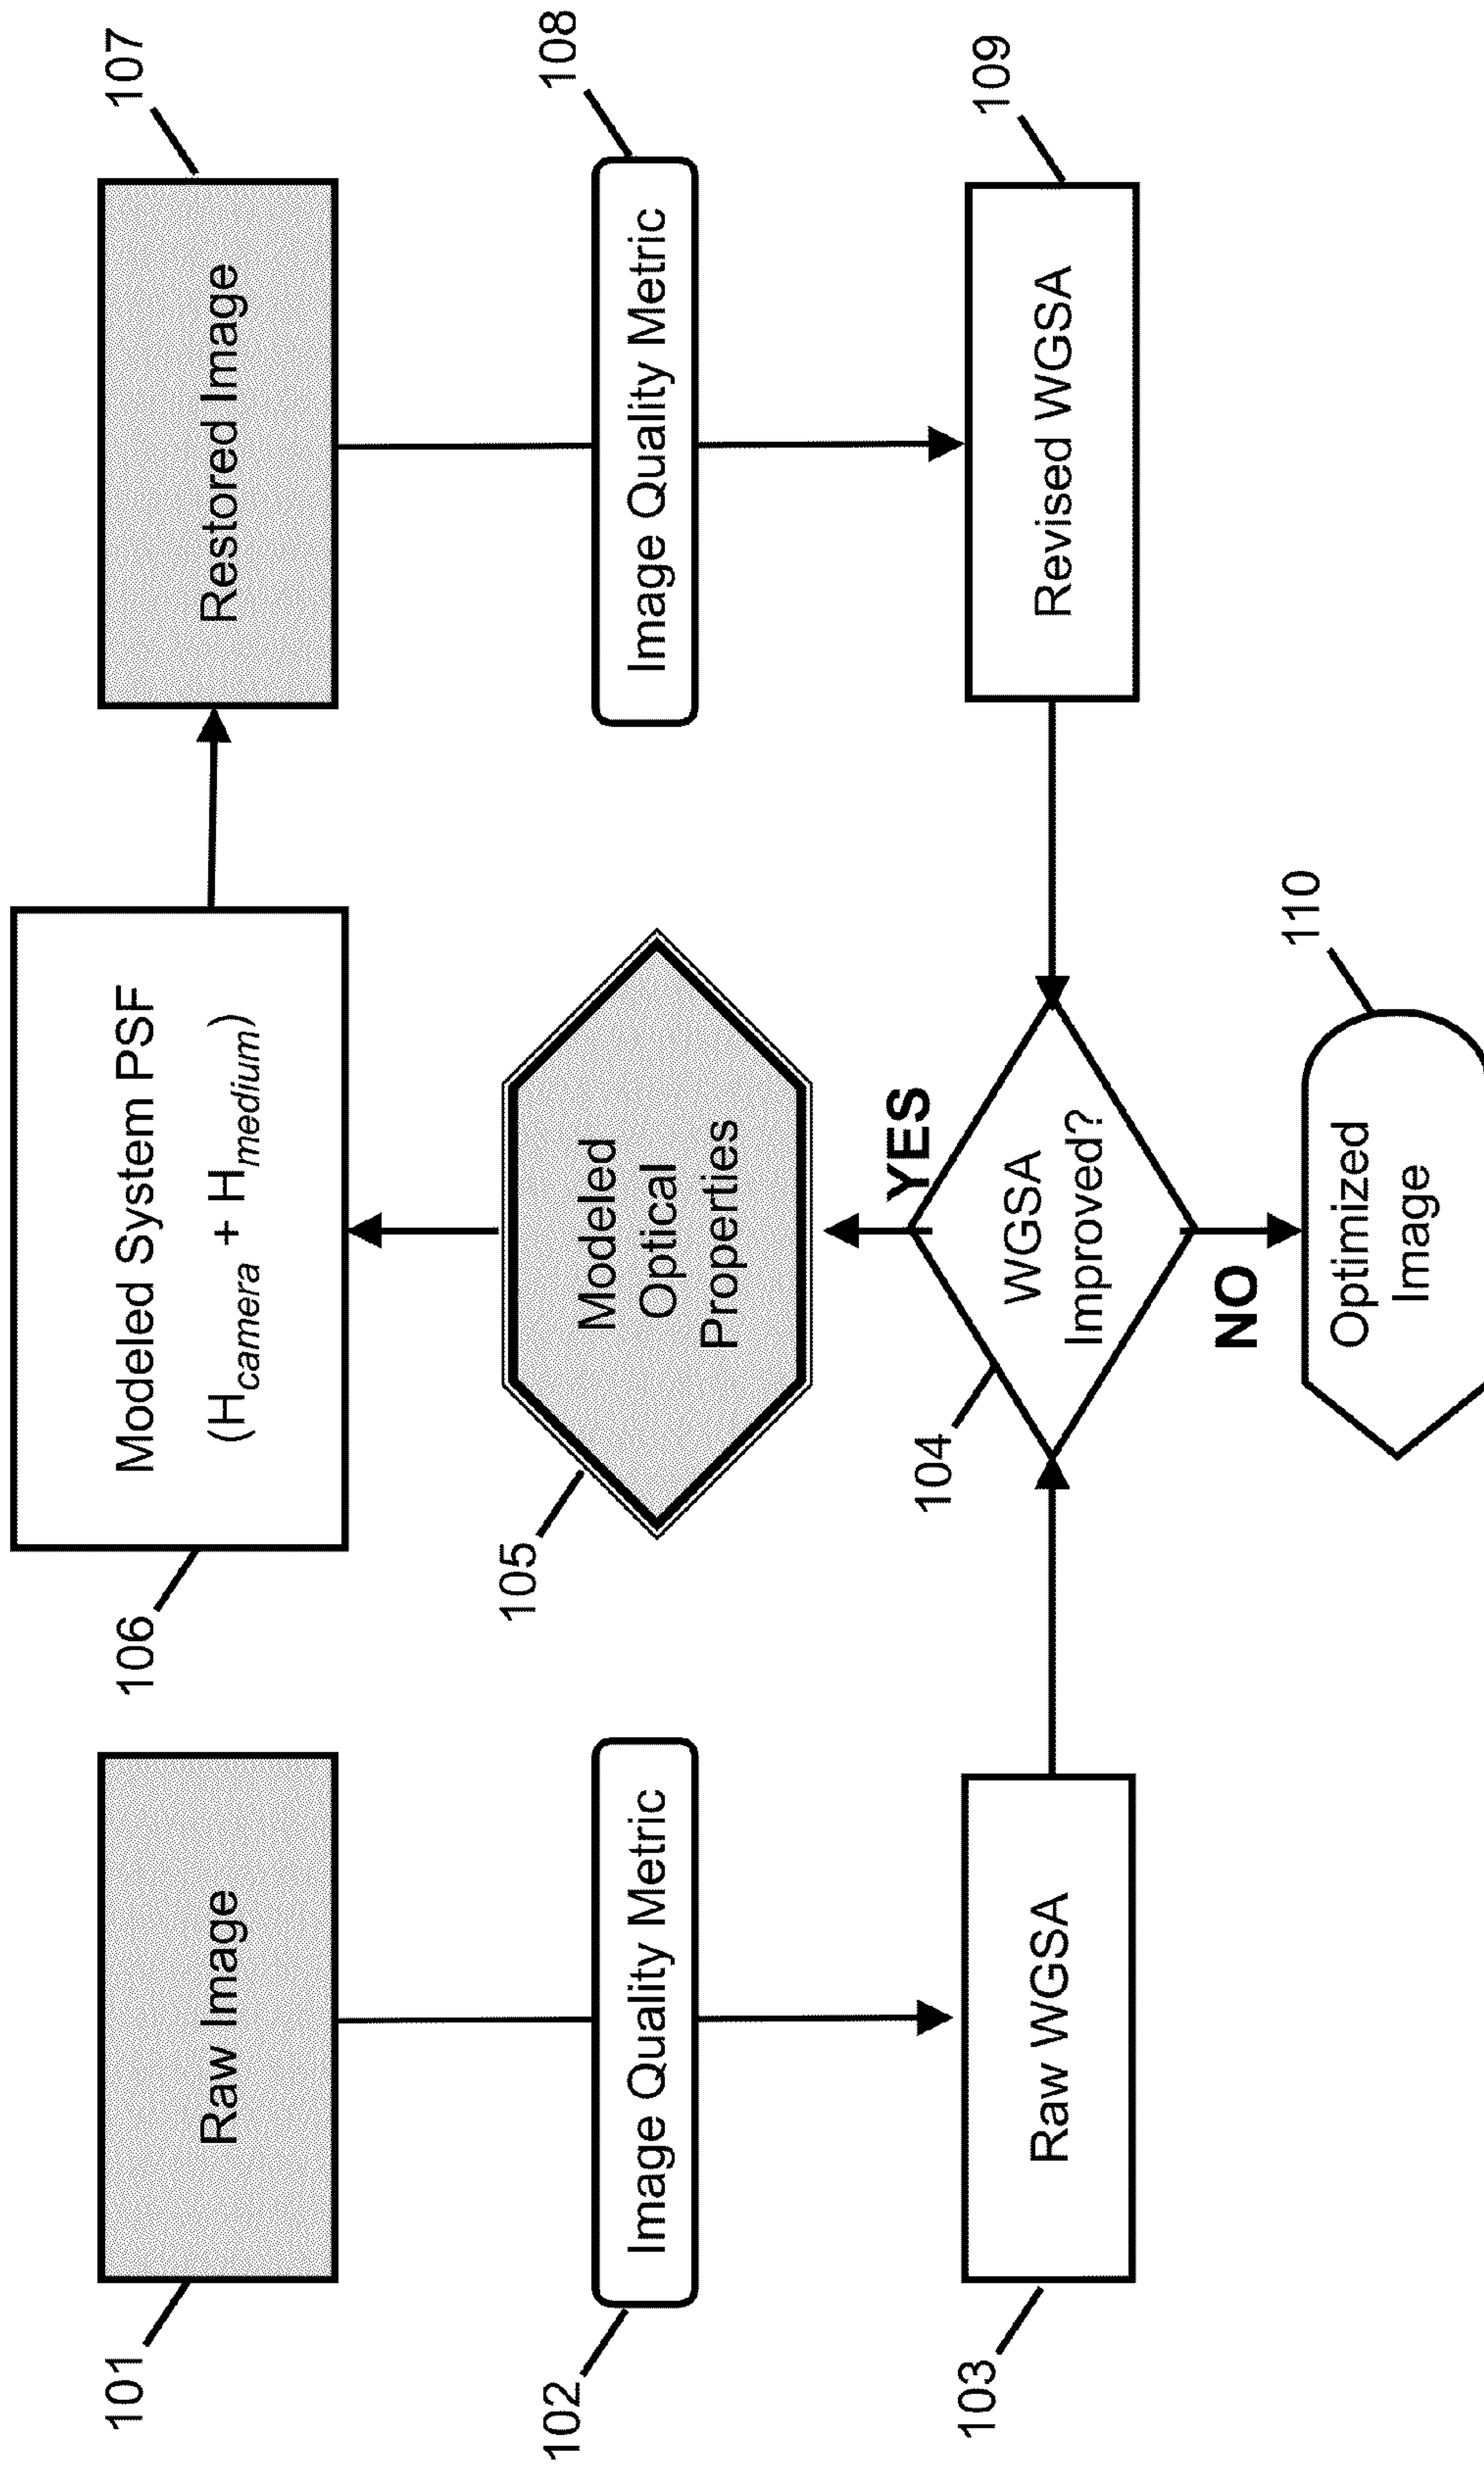 101
Raw Image
102
Image Quality Metric
103
Raw WGSA
106
Modeled System PSF
(Hcamera + Hmedium)
105
Modeled
Optical
Properties
YES
104
WGSA
Improved?
NO
110
Optimized
Image
107
Restored Image
108
Image Quality Metric
109
Revised WGSA